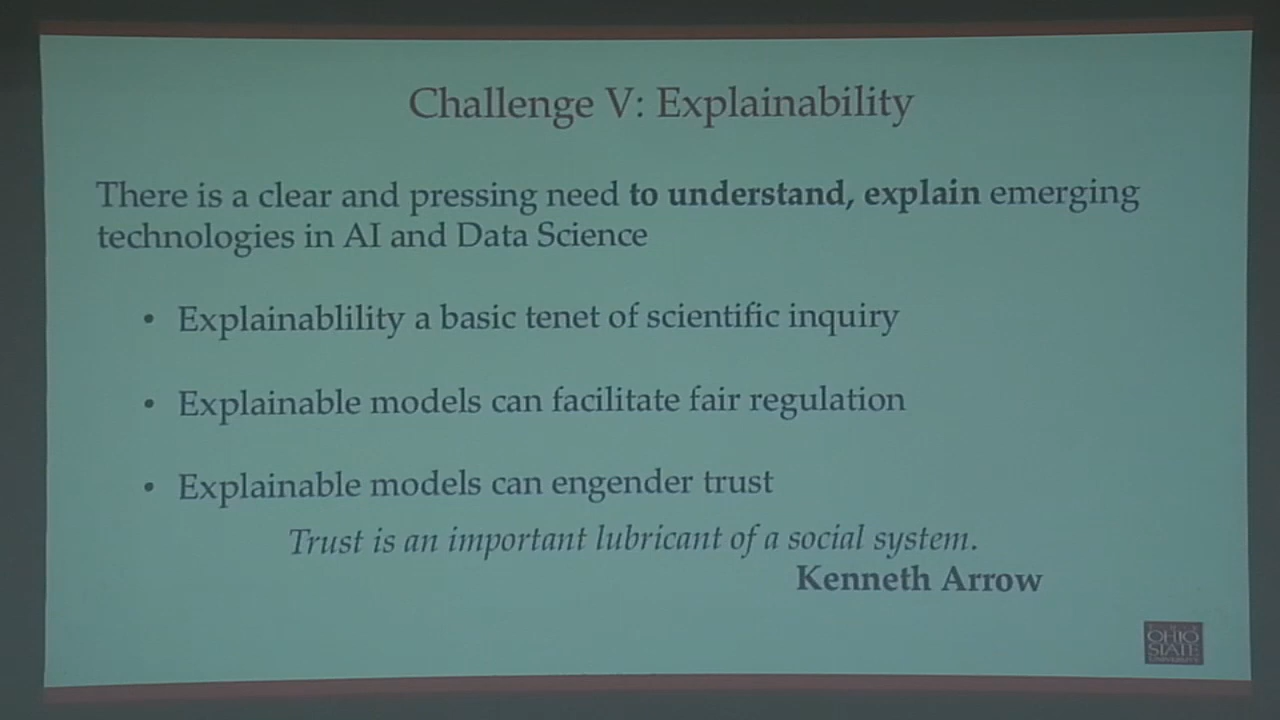 Challenge V: Explainability
There is a clear and pressing need to understand, explain emerging
technologies in AI and Data Science
• Explainablility a basic tenet of scientific inquiry
• Explainable models can facilitate fair regulation
• Explainable models can engender trust
Trust is an important lubricant of a social system.
Kenneth Arrow
THE
OHIO
STATE
UNIVERSITY